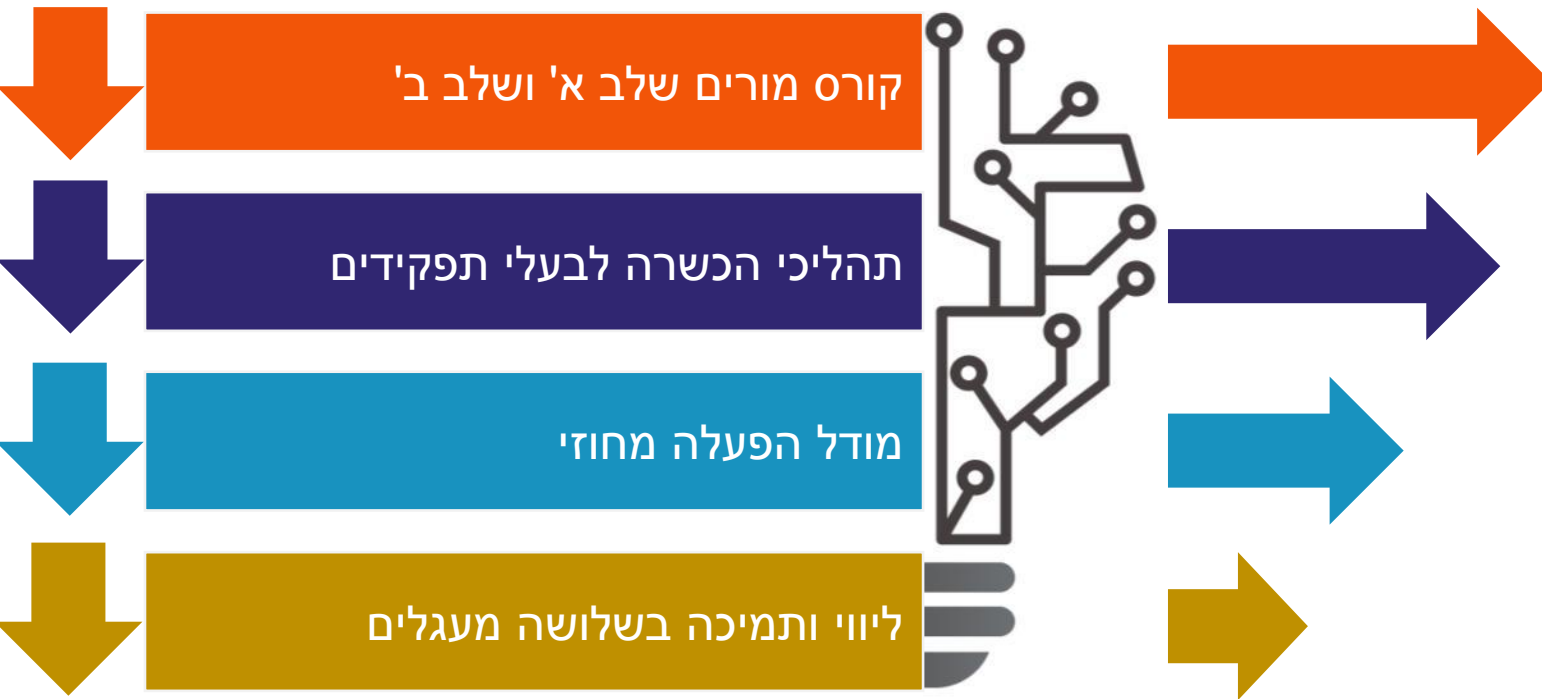 קורס מורים שלב א' ושלב ב'
תהליכי הכשרה לבעלי תפקידים
מודל הפעלה מחוזי
ליווי ותמיכה בשלושה מעגלים